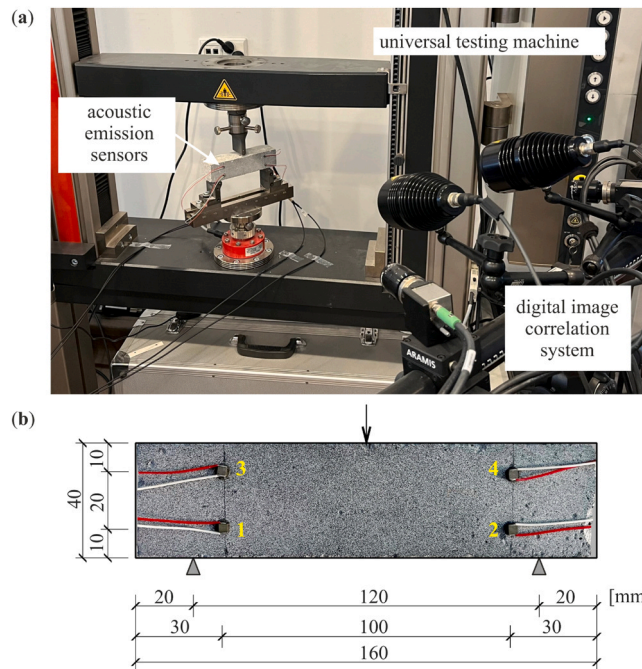 (a)
universal testing machine
acoustic
emission
sensors
digital image
correlation
system
ARAMIS
(b)
10
3
4
40
20
1
2
10
20
120
20
[mm
30
100
30
160